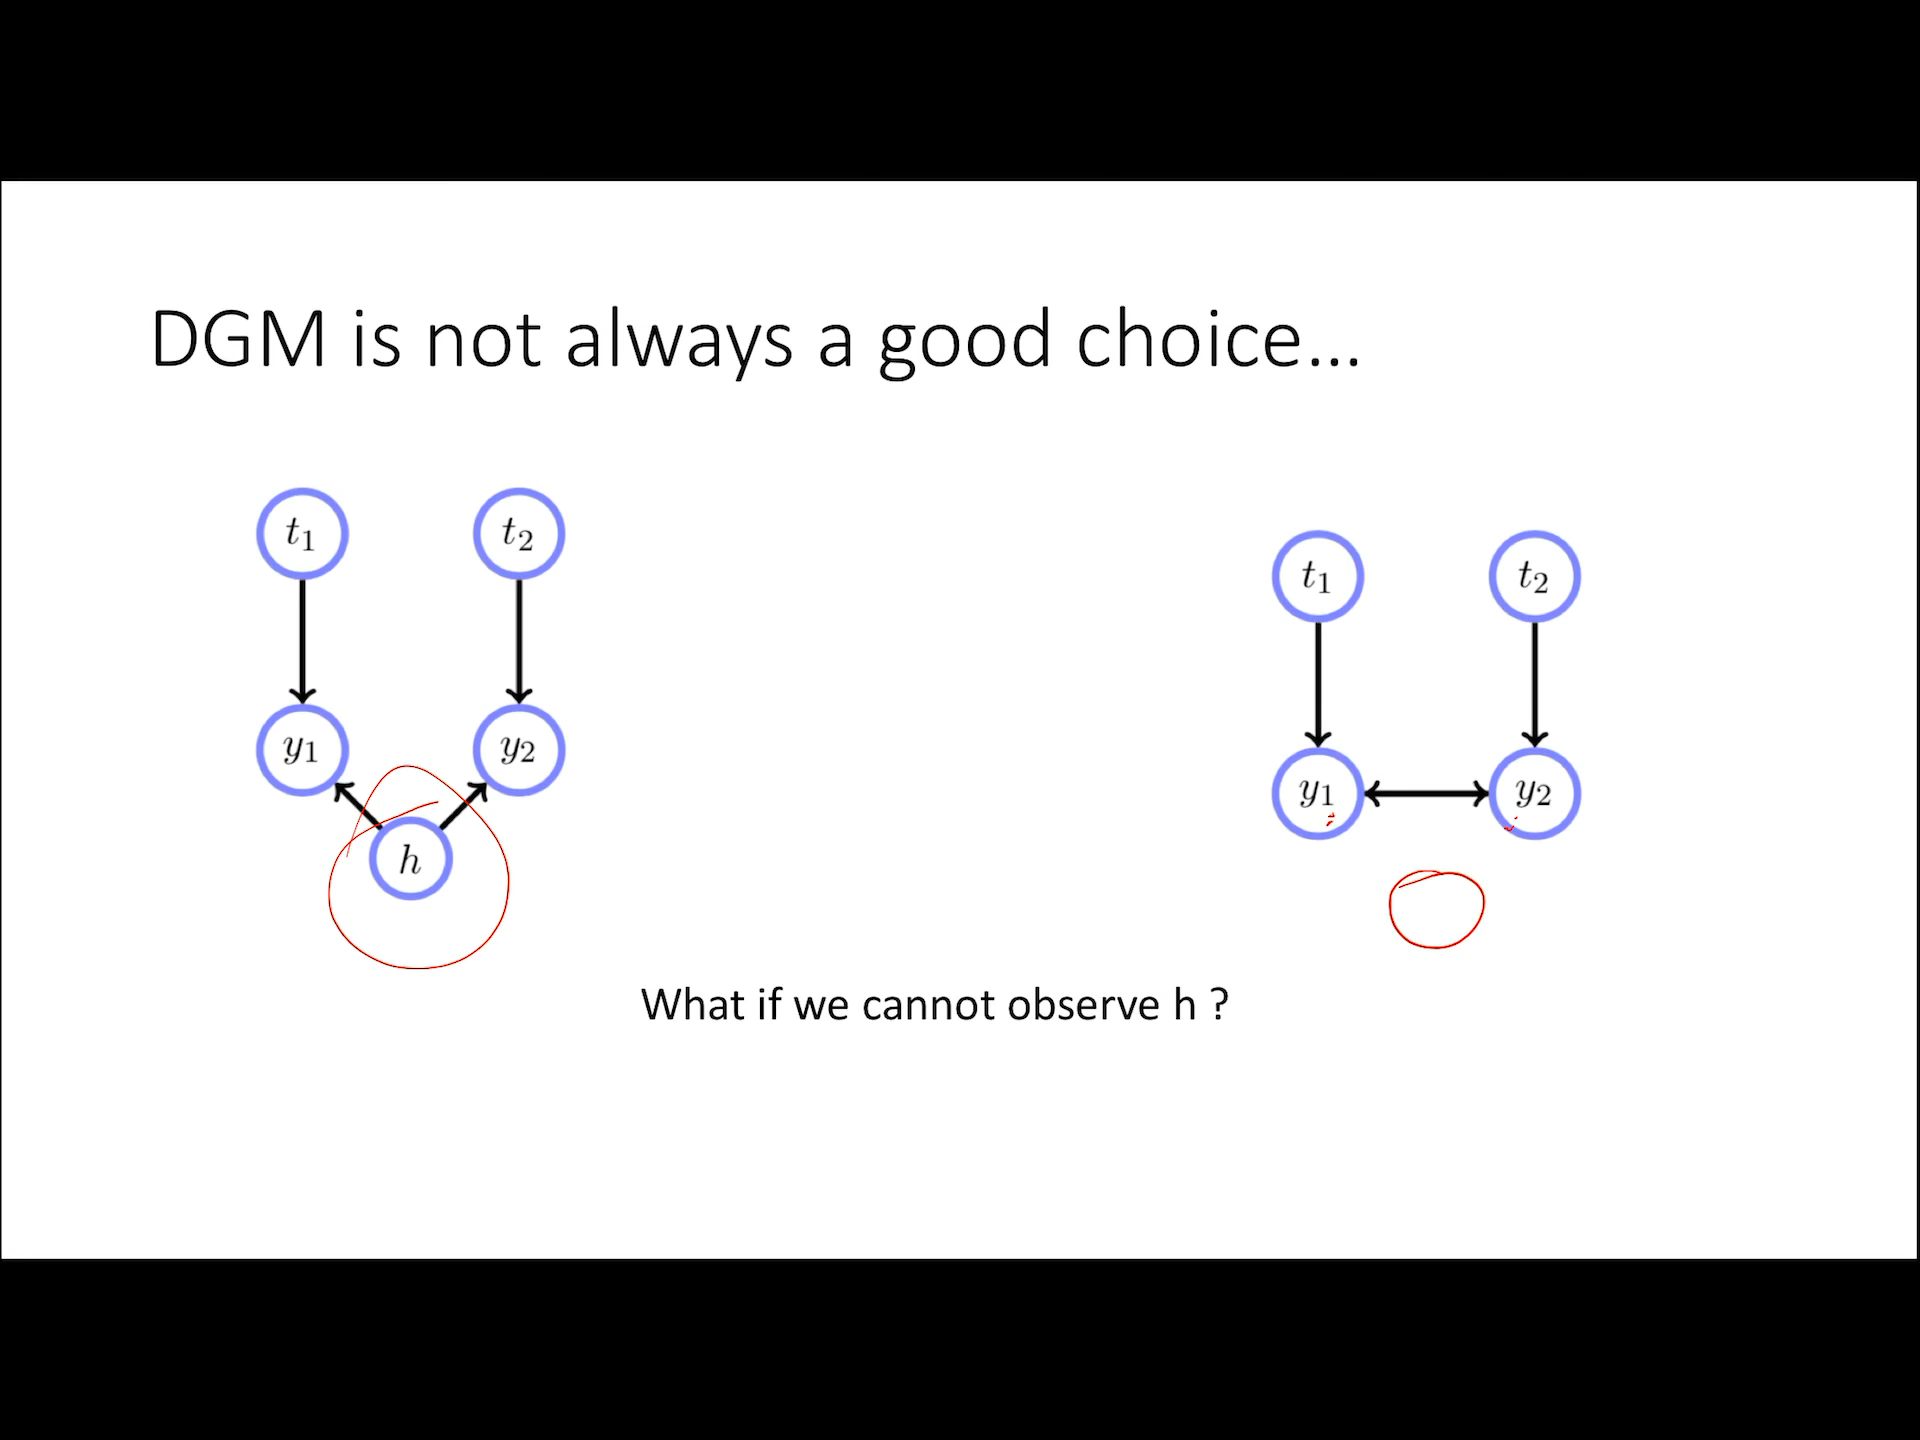 DGM is not always a good choice...
t1 t2
t1 t2
y1 y2
y1 y2
h
What if we cannot observe h ?